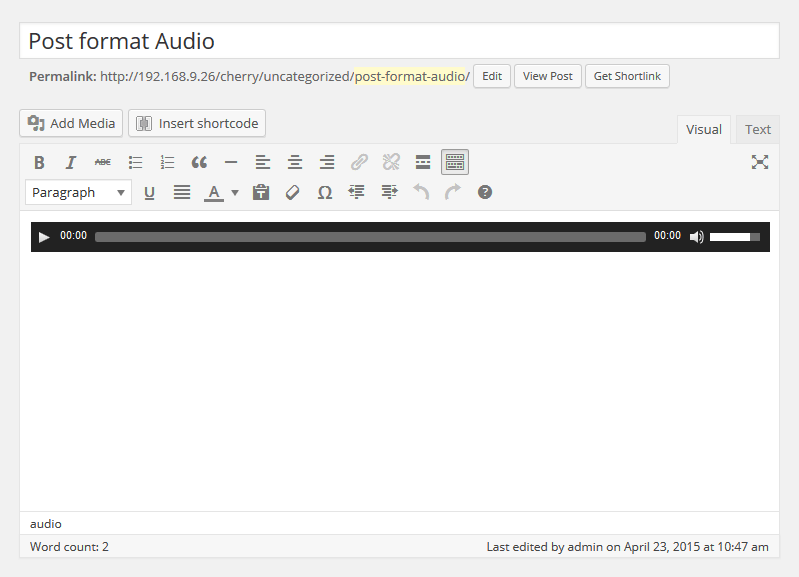 Post format Audio
Permalink: http://192.168.9.26/cherry/uncategorized/post-format-audio/ Edit View Post Get Shortlink
Add Media Insert shortcode Visual Text
B I ABC
Paragraph U A T Ω ?
00:00 00:00
audio
Word count: 2 Last edited by admin on April 23, 2015 at 10:47 am